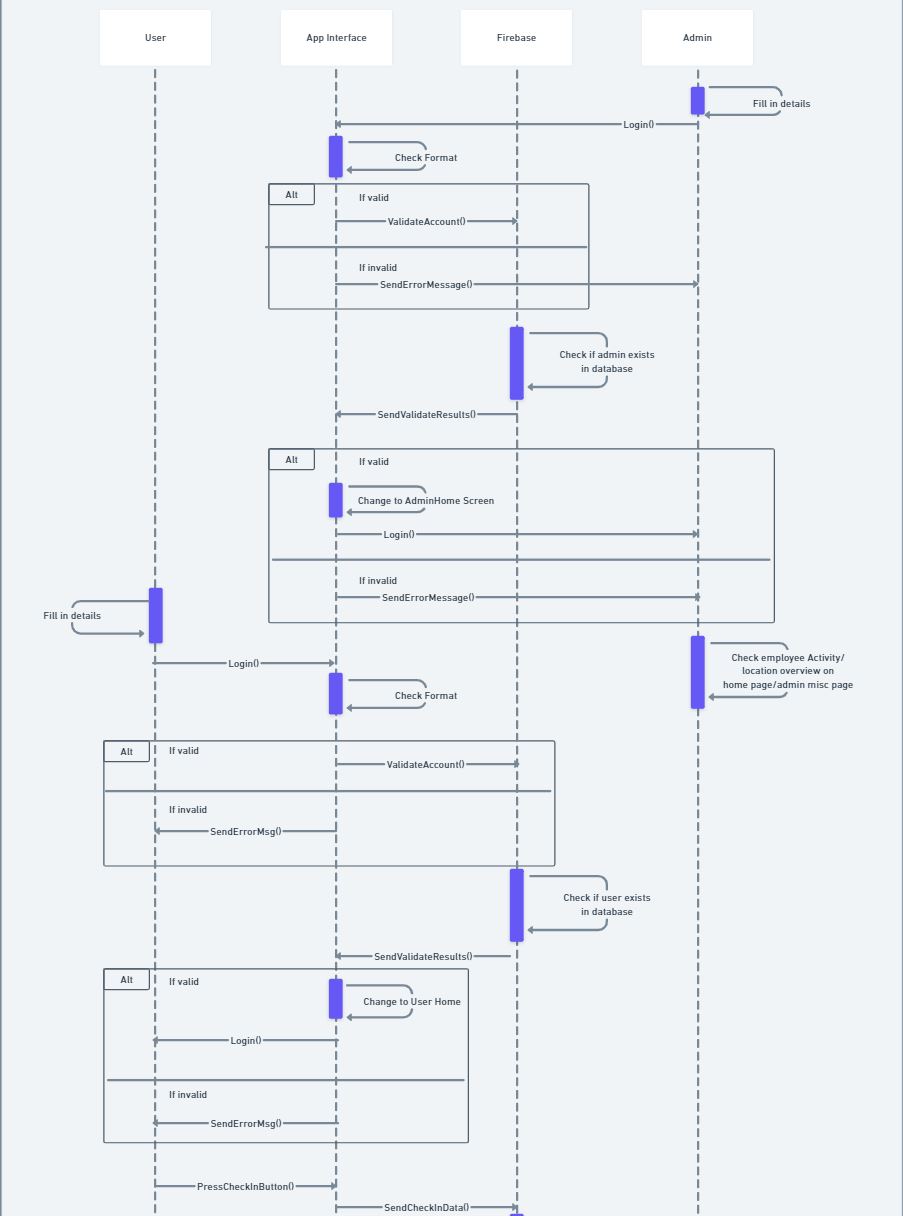 User
App Interface
Firebase
Admin
Fill in details
Login()
Check Format
Alt
If valid
ValidateAccount()
If invalid
SendErrorMessage()
Check if admin exists
in database
SendValidateResults()
Alt
If valid
Change to AdminHome Screen
Login()
If invalid
SendErrorMessage()
Fill in details
Check employee Activity/
location overview on
home page/admin misc page
Login()
Check Format
Alt
If valid
ValidateAccount()
If invalid
SendErrorMsg()
Check if user exists
in database
SendValidateResults()
Alt
If valid
Change to User Home
Login()
If invalid
SendErrorMsg()
PressCheckInButton()
SendCheckInData()